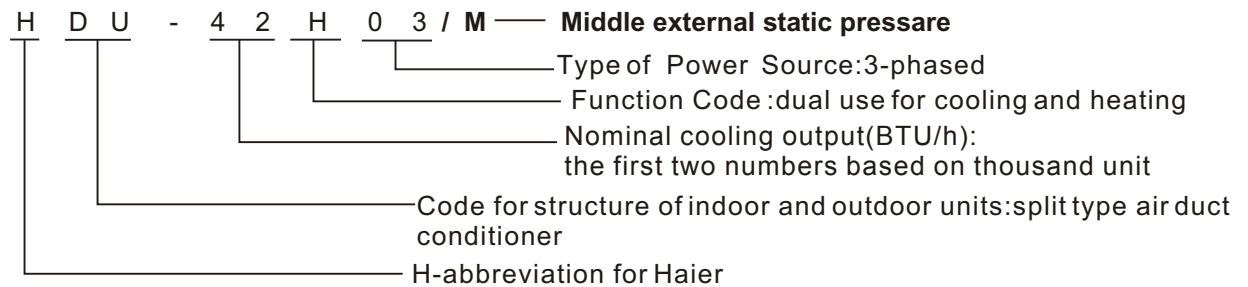 H D U - 4 2 H 0 3 / M Middle external static pressare
Type of Power Source:3-phased
Function Code :dual use for cooling and heating
Nominal cooling output(BTU/h):
the first two numbers based on thousand unit
Code for structure of indoor and outdoor units:split type air duct
conditioner
H-abbreviation for Haier